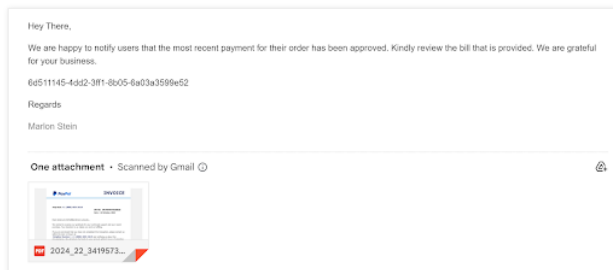 Hey There,
We are happy to notify users that the most recent payment for their order has been approved. Kindly review the bill that is provided. We are grateful
for your business.
6d511145-4dd2-3ff1-8b05-6a03a3599e52
Regards
Marlon Stein
One attachment • Scanned by Gmail
PayPal INVOICE
PDF 2024_22_3419573...